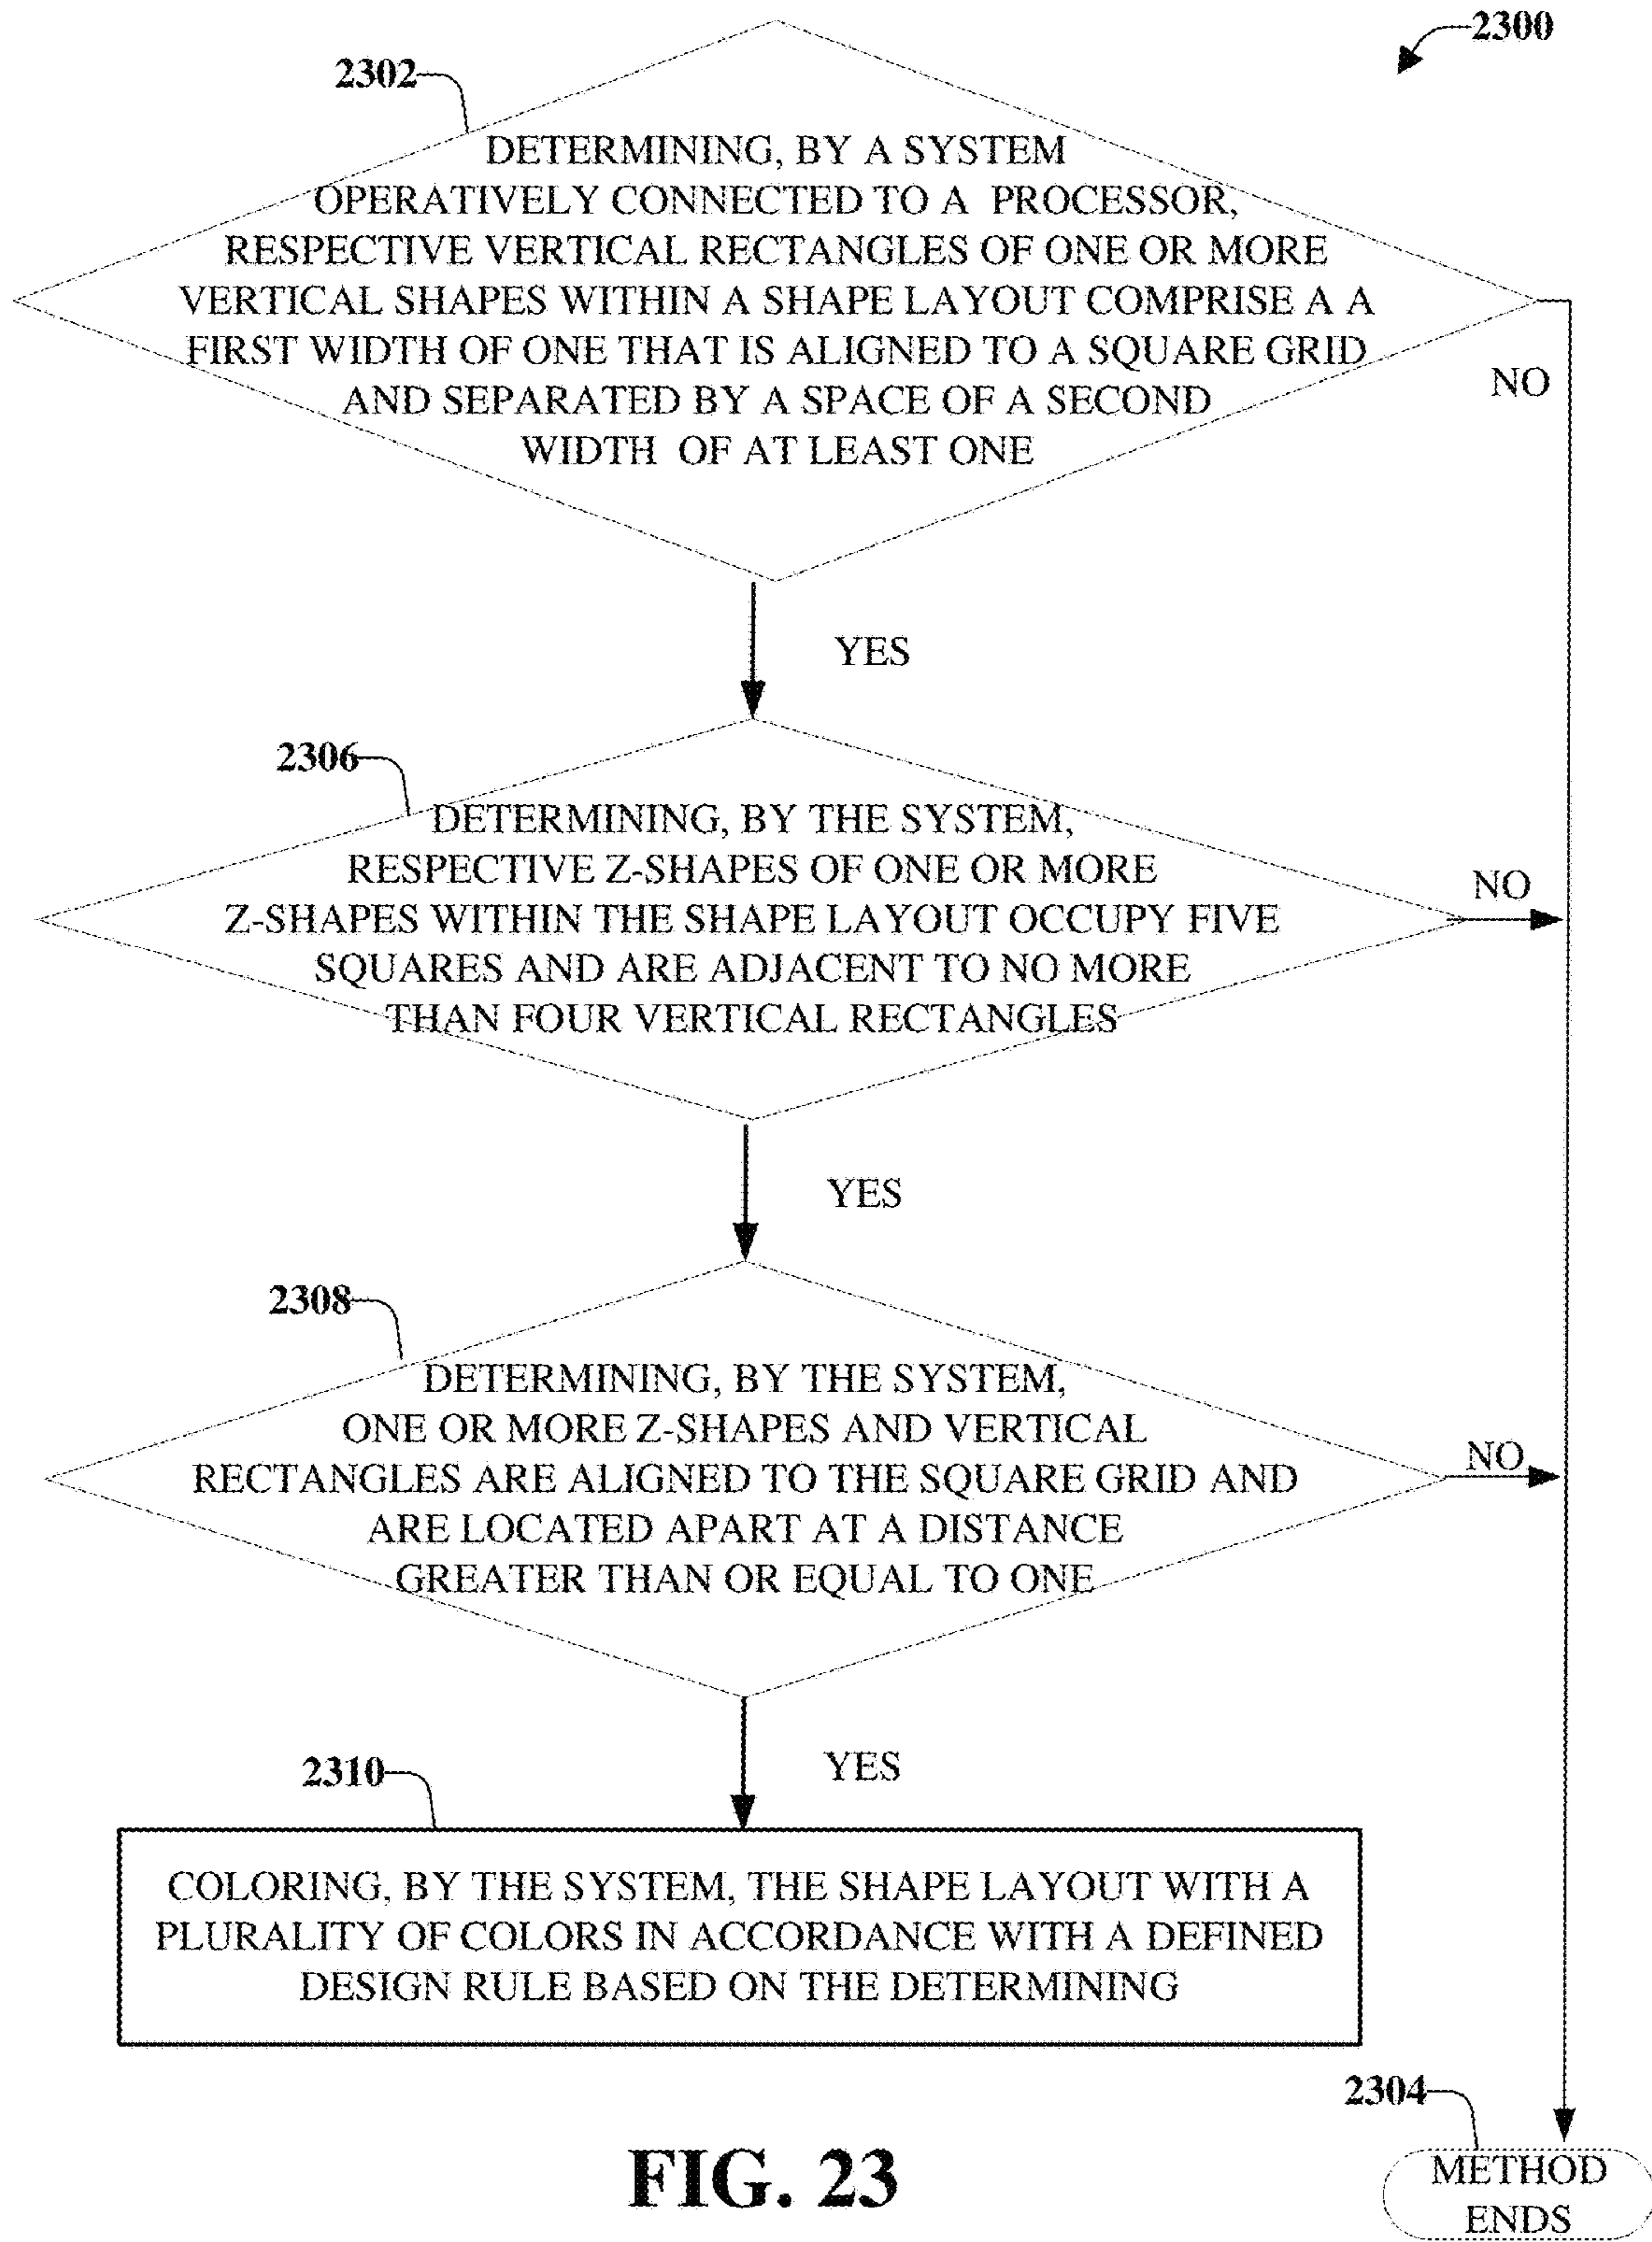 2300
2302
DETERMINING, BY A SYSTEM
OPERATIVELY CONNECTED TO A PROCESSOR,
RESPECTIVE VERTICAL RECTANGLES OF ONE OR MORE
VERTICAL SHAPES WITHIN A SHAPE LAYOUT COMPRISE A A
FIRST WIDTH OF ONE THAT IS ALIGNED TO A SQUARE GRID
AND SEPARATED BY A SPACE OF A SECOND
WIDTH OF AT LEAST ONE
NO
YES
2306
DETERMINING, BY THE SYSTEM,
RESPECTIVE Z-SHAPES OF ONE OR MORE
Z-SHAPES WITHIN THE SHAPE LAYOUT OCCUPY FIVE
SQUARES AND ARE ADJACENT TO NO MORE
THAN FOUR VERTICAL RECTANGLES
NO
YES
2308
DETERMINING, BY THE SYSTEM,
ONE OR MORE Z-SHAPES AND VERTICAL
RECTANGLES ARE ALIGNED TO THE SQUARE GRID AND
ARE LOCATED APART AT A DISTANCE
GREATER THAN OR EQUAL TO ONE
NO
YES
2310
COLORING, BY THE SYSTEM, THE SHAPE LAYOUT WITH A
PLURALITY OF COLORS IN ACCORDANCE WITH A DEFINED
DESIGN RULE BASED ON THE DETERMINING
2304
METHOD
ENDS
FIG. 23